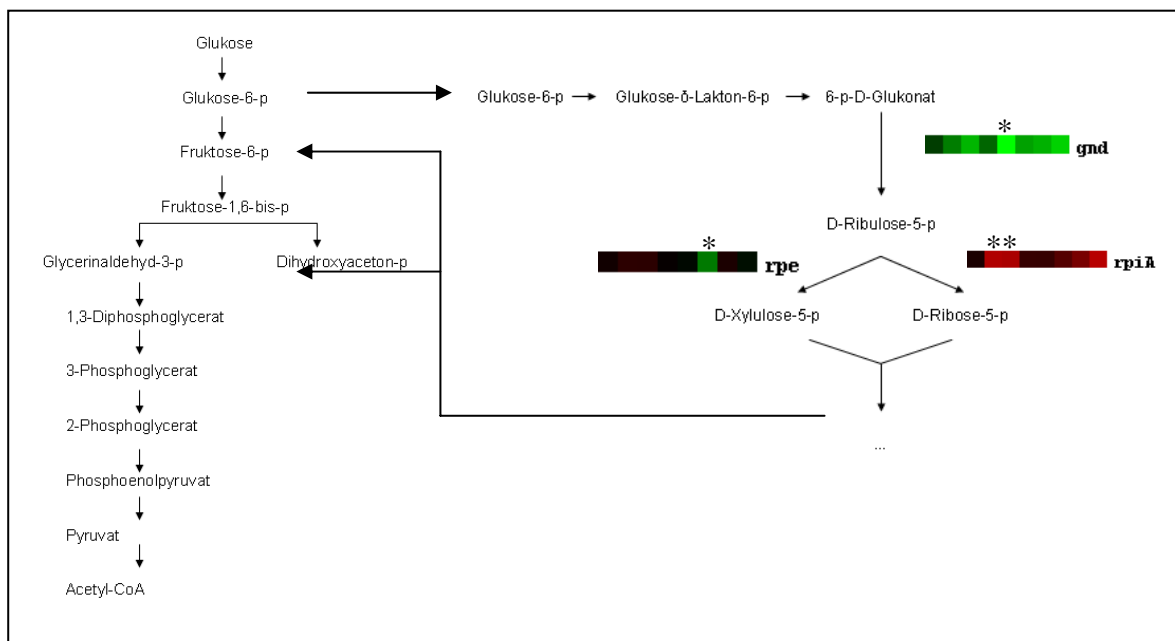 Glukose
Glukose-6-p
Fruktose-6-p
Fruktose-1,6-bis-p
Glycerinaldehyd-3-p
Dihydroxyaceton-p
1,3-Diphosphoglycerat
3-Phosphoglycerat
2-Phosphoglycerat
Phosphoenolpyruvat
Pyruvat
Acetyl-CoA
Glukose-6-p
Glukose-δ-Lakton-6-p
6-p-D-Glukonat
*
gnd
D-Ribulose-5-p
*
rpe
**
rpiA
D-Xylulose-5-p
D-Ribose-5-p
...